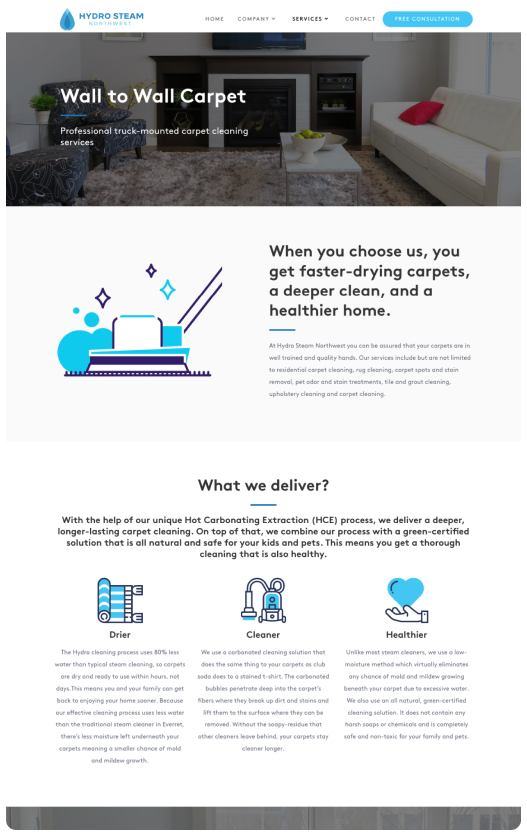 HYDRO STEAM
NORTHWEST
HOME COMPANY SERVICES CONTACT FREE CONSULTATION
Wall to Wall Carpet
Professional truck-mounted carpet cleaning
services
When you choose us, you
get faster-drying carpets,
a deeper clean, and a
healthier home.
At Hydro Steam Northwest you can be assured that your carpets are in
well trained and quality hands. Our services include but are not limited
to residential carpet cleaning, rug cleaning, carpet spots and stain
removal, pet odor and stain treatments, tile and grout cleaning,
upholstery cleaning and carpet cleaning.
What we deliver?
With the help of our unique Hot Carbonating Extraction (HCE) process, we deliver a deeper,
longer-lasting carpet cleaning. On top of that, we combine our process with a green-certified
solution that is all natural and safe for your kids and pets. This means you get a thorough
cleaning that is also healthy.
Drier
The Hydro cleaning process uses 80% less
water than typical steam cleaning, so carpets
are dry and ready to use within hours, not
days.This means you and your family can get
back to enjoying your home sooner. Because
our effective cleaning process uses less water
than the traditional steam cleaner in Everret,
there's less moisture left underneath your
carpets meaning a smaller chance of mold
and mildew growth.
Cleaner
We use a carbonated cleaning solution that
does the same thing to your carpets as club
soda does to a stained t-shirt. The carbonated
bubbles penetrate deep into the carpet's
fibers where they break up dirt and stains and
lift them to the surface where they can be
removed. Without the soapy-residue that
other cleaners leave behind, your carpets stay
cleaner longer.
Healthier
Unlike most steam cleaners, we use a low-
moisture method which virtually eliminates
any chance of mold and mildew growing
beneath your carpet due to excessive water.
We also use an all natural, green-certified
cleaning solution. It does not contain any
harsh soaps or chemicals and is completely
safe and non-toxic for your family and pets.